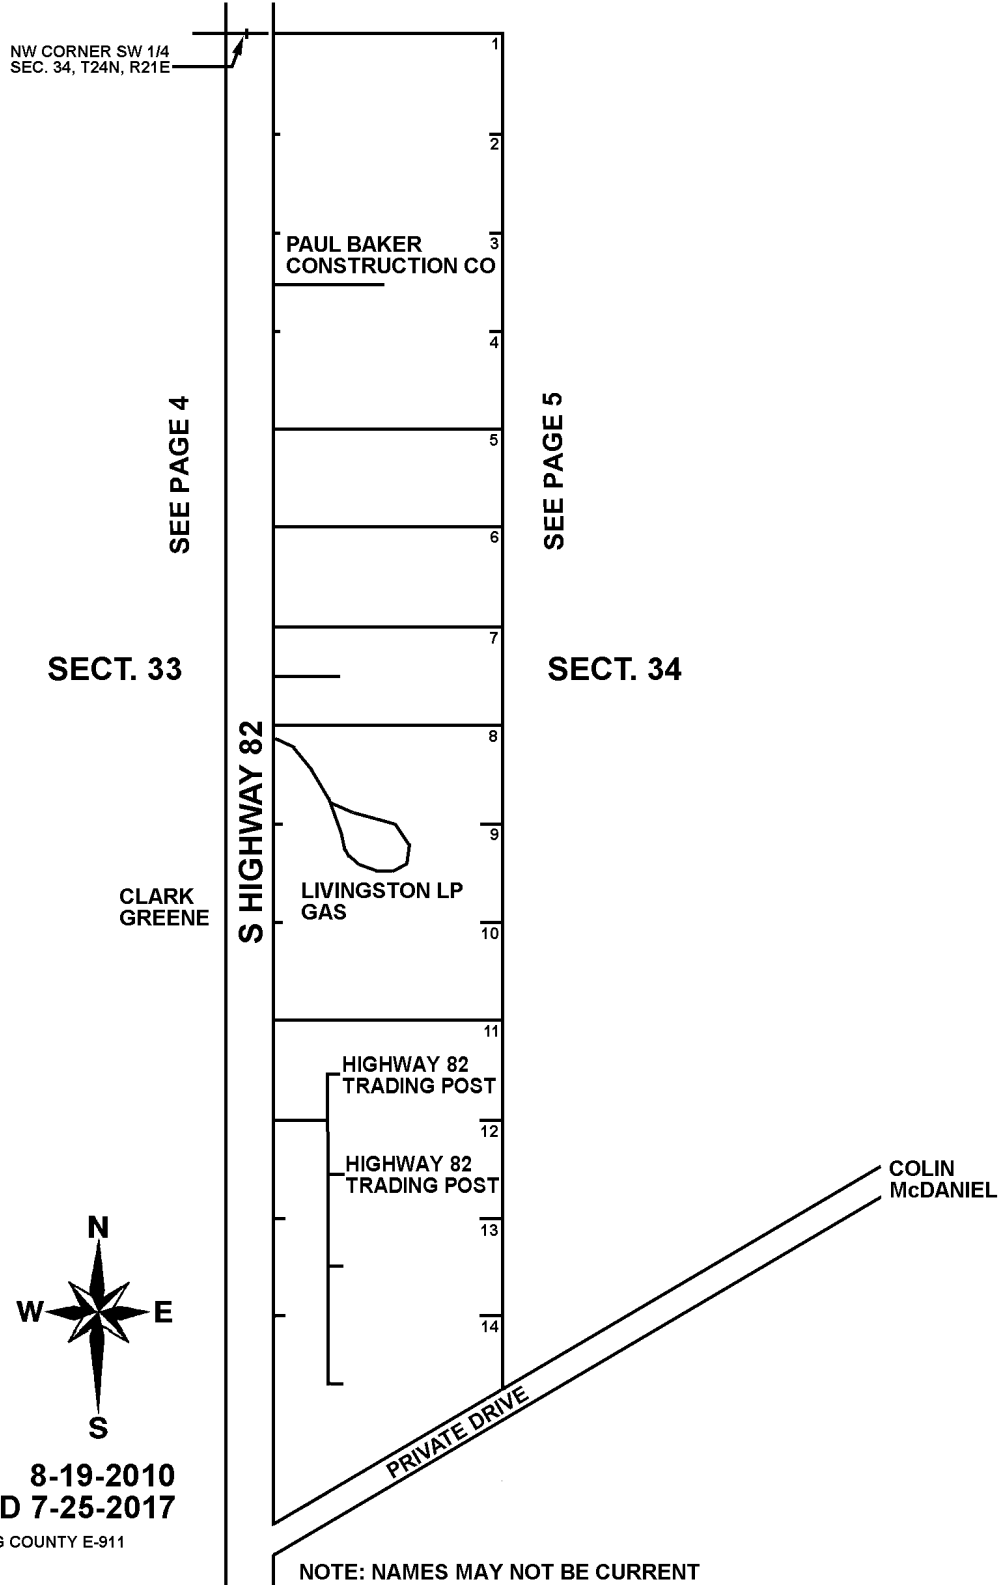 NW CORNER SW 1/4
SEC. 34, T24N, R21E
1
2
PAUL BAKER
CONSTRUCTION CO
3
4
SEE PAGE 4
SEE PAGE 5
5
6
7
SECT. 33
SECT. 34
8
S HIGHWAY 82
9
CLARK
GREENE
LIVINGSTON LP
GAS
10
11
HIGHWAY 82
TRADING POST
12
HIGHWAY 82
TRADING POST
COLIN
McDANIEL
13
N
W E
S
14
PRIVATE DRIVE
8-19-2010
D 7-25-2017
G COUNTY E-911
NOTE: NAMES MAY NOT BE CURRENT